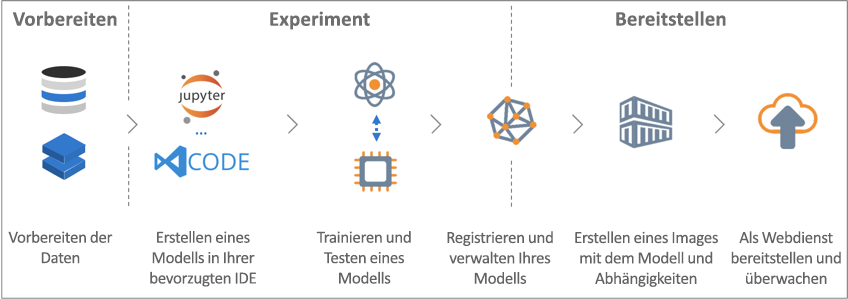 Vorbereiten
Experiment
Bereitstellen
jupyter
...
CODE
Vorbereiten der
Daten
Erstellen eines
Modells in Ihrer
bevorzugten IDE
Trainieren und
Testen eines
Modells
Registrieren und
verwalten Ihres
Modells
Erstellen eines Images
mit dem Modell und
Abhängigkeiten
Als Webdienst
bereitstellen und
überwachen